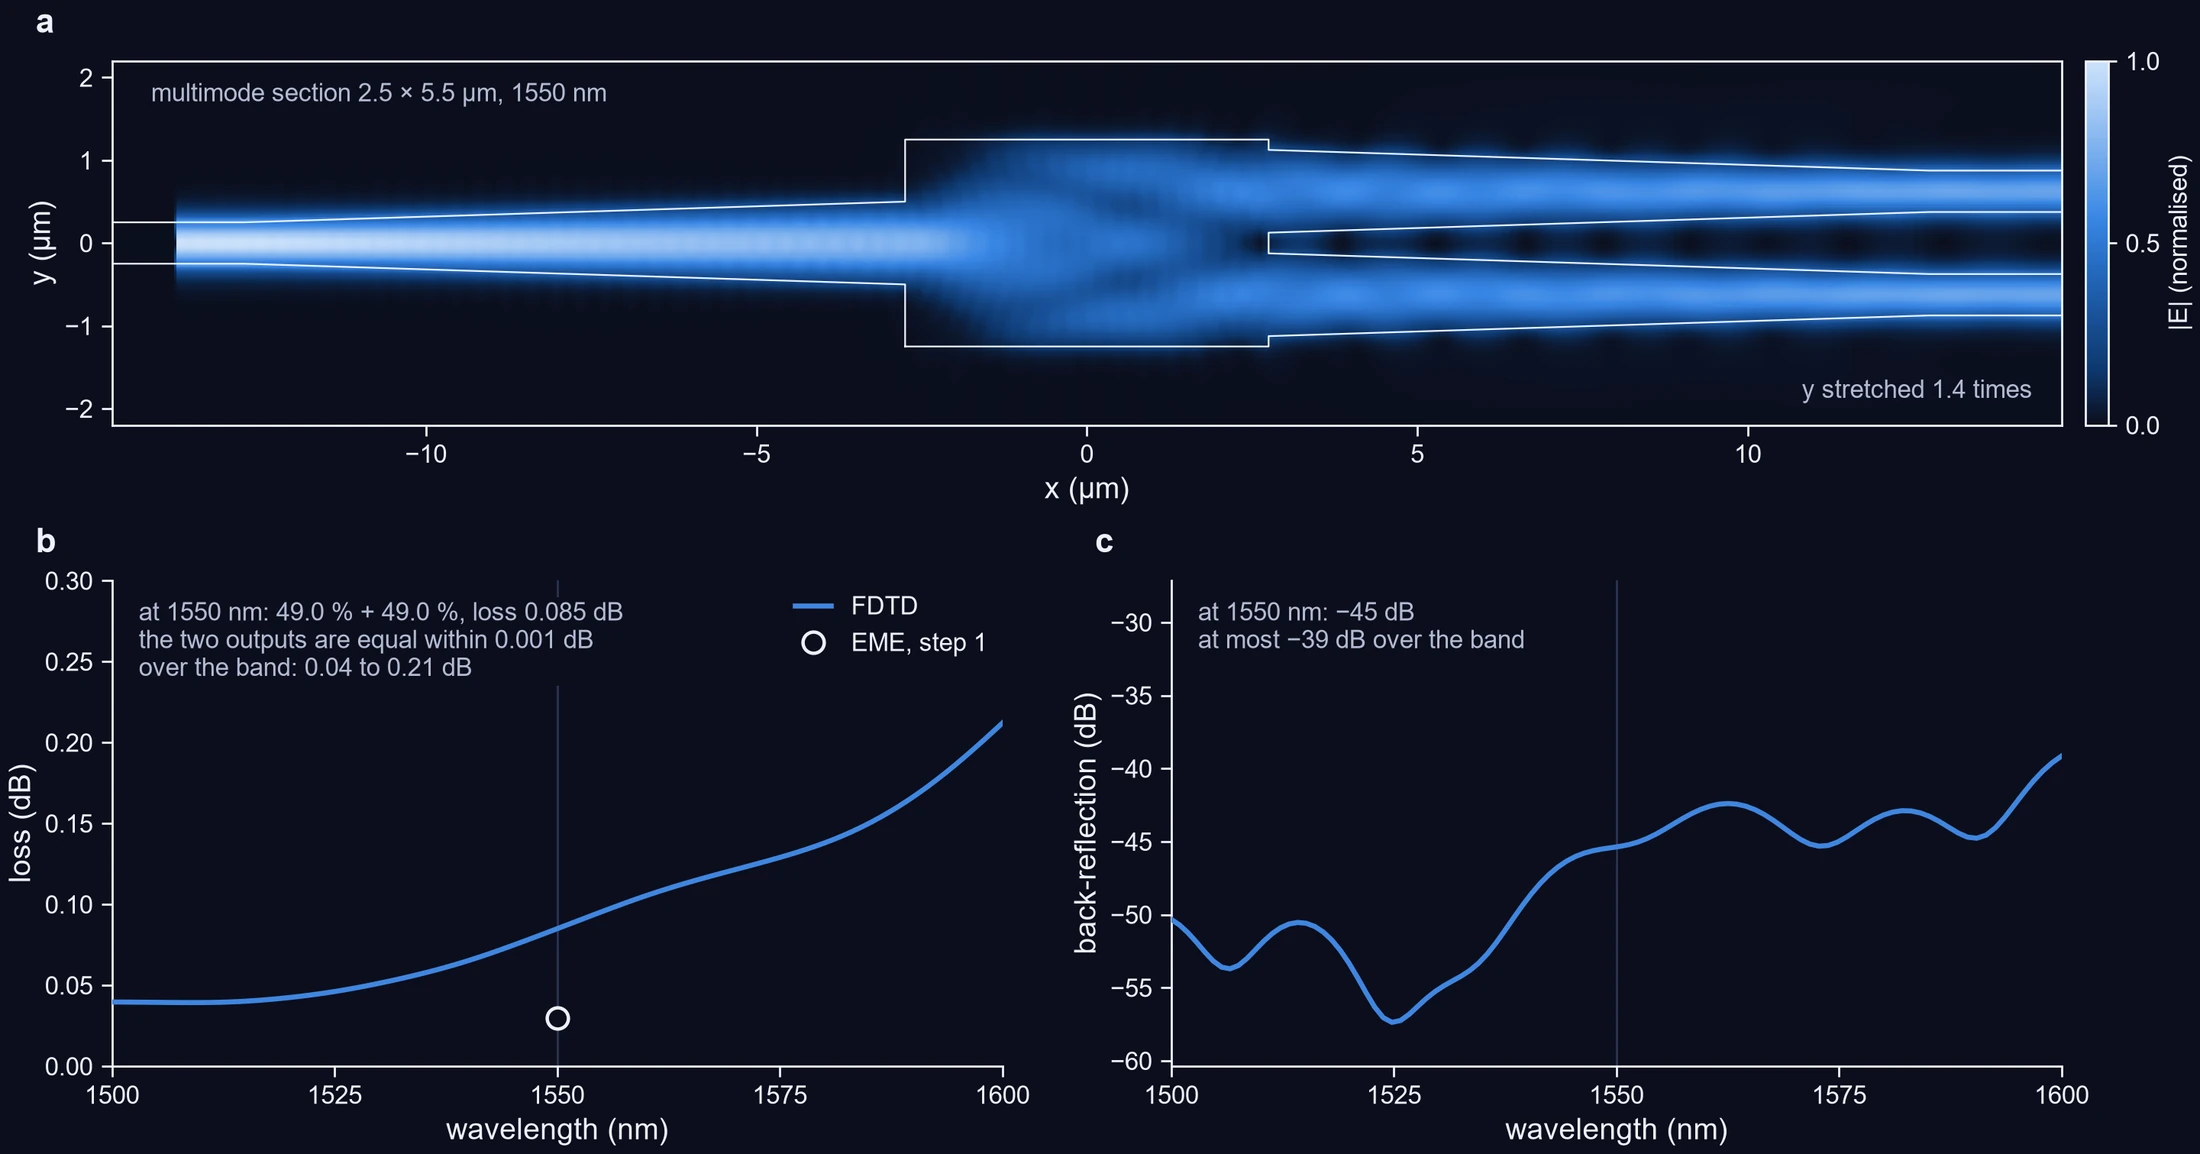 a
multimode section 2.5 × 5.5 µm, 1550 nm
y stretched 1.4 times
2
1
0
−1
−2
y (µm)
−10
−5
0
5
10
x (µm)
1.0
0.5
0.0
|E| (normalised)
b
at 1550 nm: 49.0 % + 49.0 %, loss 0.085 dB
the two outputs are equal within 0.001 dB
over the band: 0.04 to 0.21 dB
FDTD
EME, step 1
0.30
0.25
0.20
0.15
0.10
0.05
0.00
loss (dB)
1500
1525
1550
1575
1600
wavelength (nm)
c
at 1550 nm: −45 dB
at most −39 dB over the band
−30
−35
−40
−45
−50
−55
−60
back-reflection (dB)
1500
1525
1550
1575
1600
wavelength (nm)